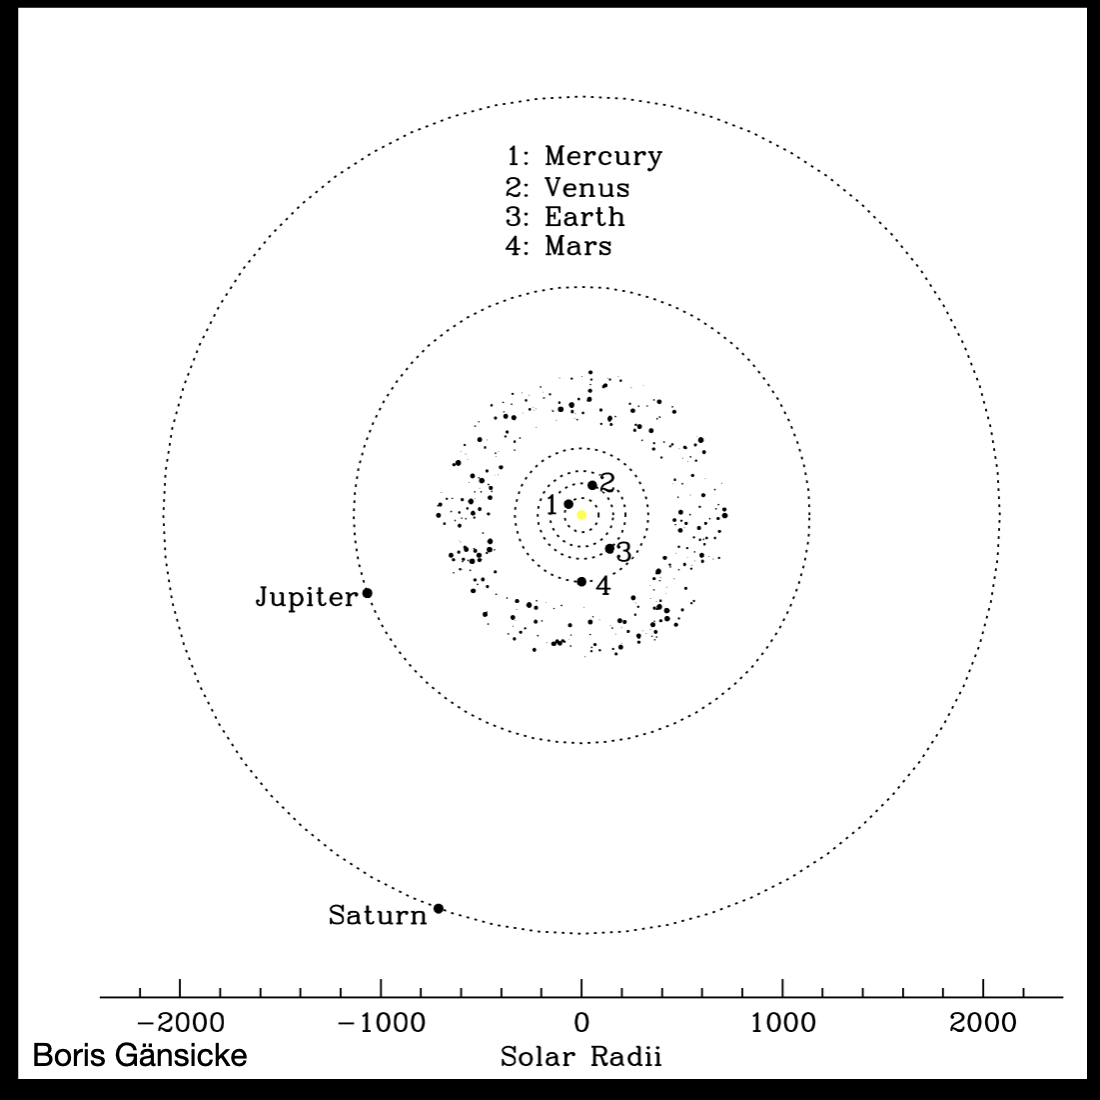 1: Mercury
2: Venus
3: Earth
4: Mars
2
1
3
4
Jupiter
Saturn
−2000 −1000 0 1000 2000
Solar Radii
Boris Gänsicke